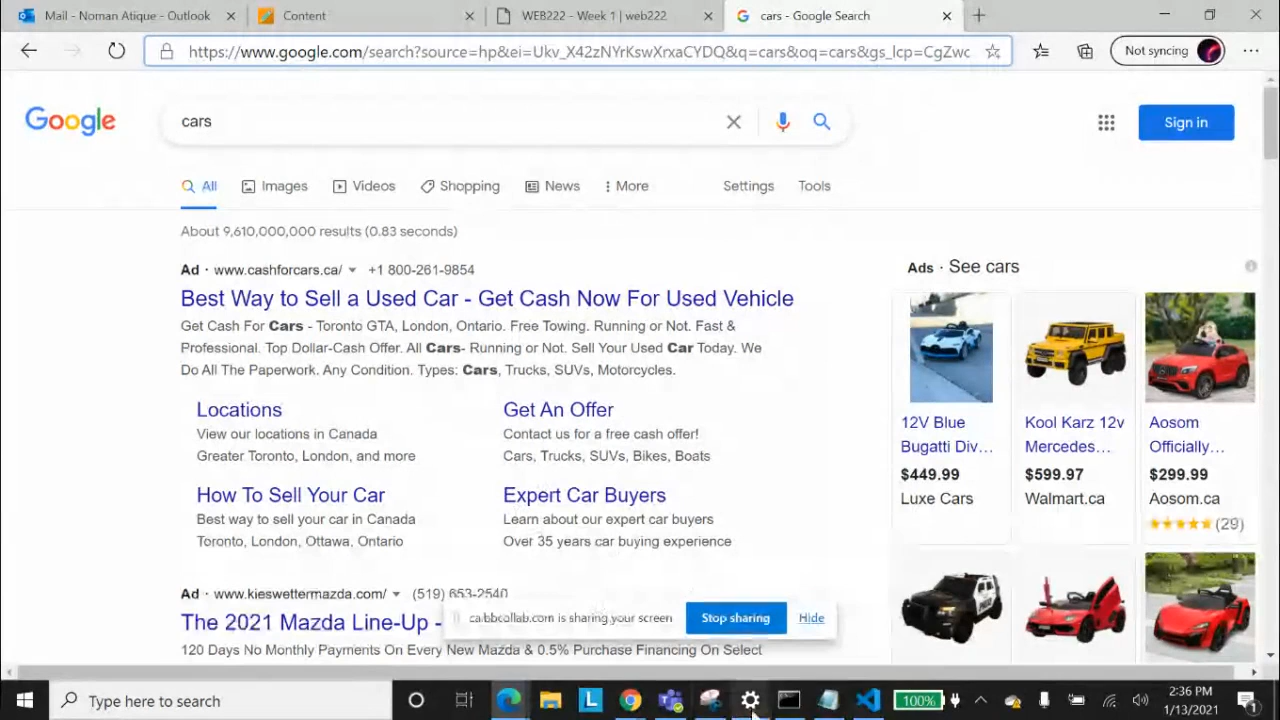 Mail - Noman Atique - Outlook
Content
WEB222 - Week 1 | web222
cars - Google Search
https://www.google.com/search?source=hp&ei=Ukv_X42zNYrKswXrxaCYDQ&q=cars&oq=cars&gs_lcp=CgZwc
Not syncing
Google
cars
Sign in
All
Images
Videos
Shopping
News
More
Settings
Tools
About 9,610,000,000 results (0.83 seconds)
Ad · www.cashforcars.ca/ +1 800-261-9854
Best Way to Sell a Used Car - Get Cash Now For Used Vehicle
Get Cash For Cars - Toronto GTA, London, Ontario. Free Towing. Running or Not. Fast &
Professional. Top Dollar-Cash Offer. All Cars- Running or Not. Sell Your Used Car Today. We
Do All The Paperwork. Any Condition. Types: Cars, Trucks, SUVs, Motorcycles.
Locations
View our locations in Canada
Greater Toronto, London, and more
Get An Offer
Contact us for a free cash offer!
Cars, Trucks, SUVs, Bikes, Boats
How To Sell Your Car
Best way to sell your car in Canada
Toronto, London, Ottawa, Ontario
Expert Car Buyers
Learn about our expert car buyers
Over 35 years car buying experience
Ad · www.kieswettermazda.com/ (519) 653-2540
The 2021 Mazda Line-Up -
120 Days No Monthly Payments On Every New Mazda & 0.5% Purchase Financing On Select
Ads · See cars
12V Blue
Bugatti Div…
$449.99
Luxe Cars
Kool Karz 12v
Mercedes…
$599.97
Walmart.ca
Aosom
Officially…
$299.99
Aosom.ca
(29)
ca.bbcollab.com is sharing your screen
Stop sharing
Hide
Type here to search
100%
2:36 PM
1/13/2021
1